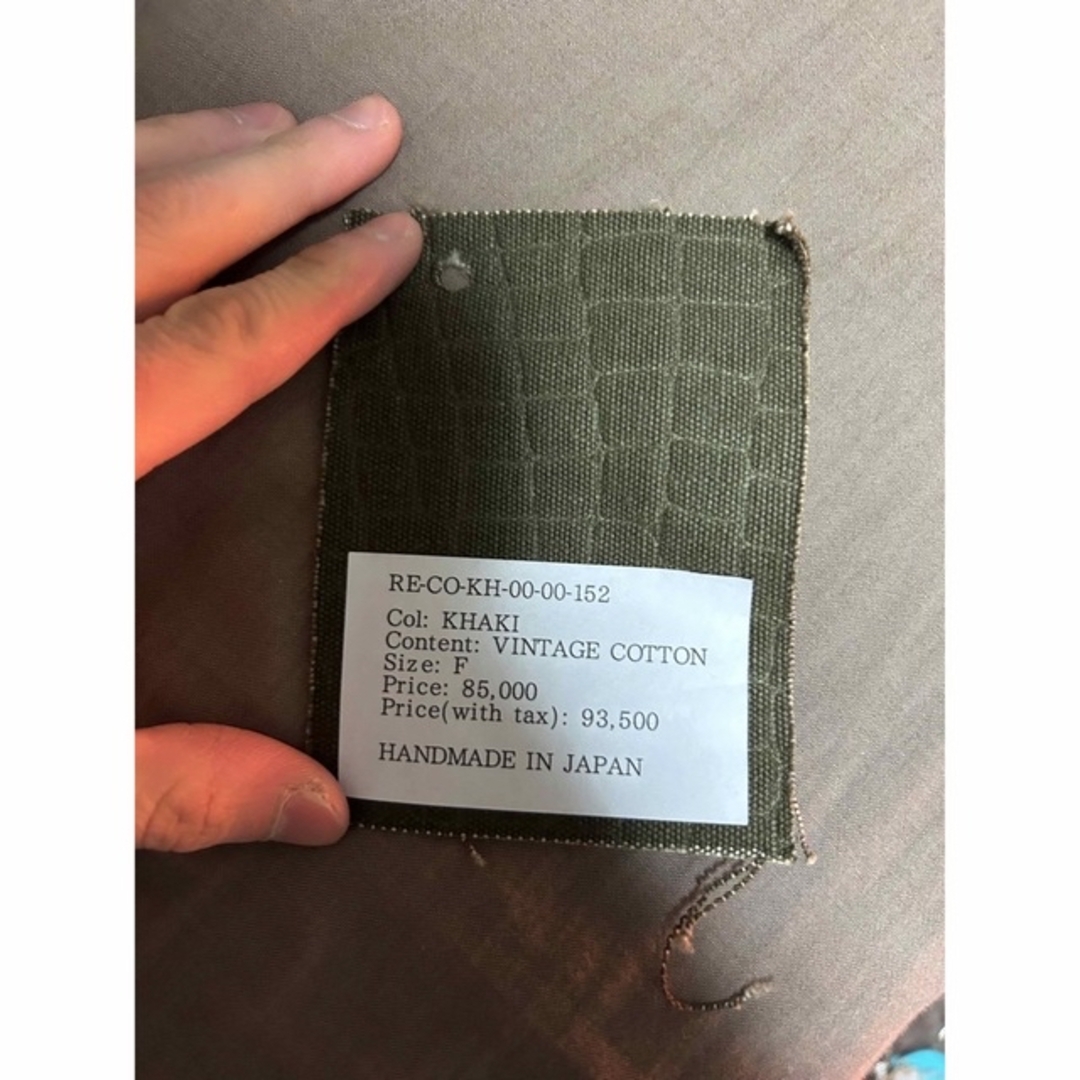 RE-CO-KH-00-00-152
Col: KHAKI
Content: VINTAGE COTTON
Size: F
Price: 85,000
Price(with tax): 93,500
HANDMADE IN JAPAN